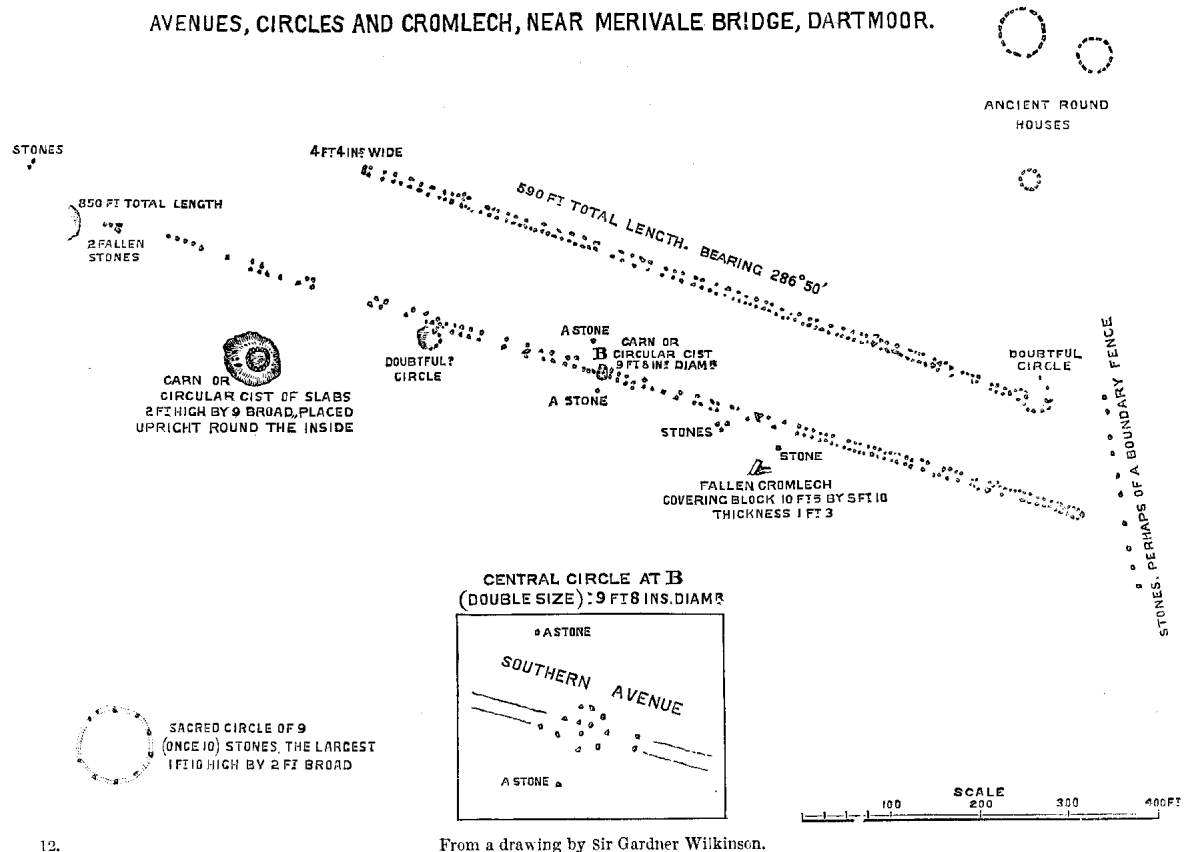 AVENUES, CIRCLES AND CROMLECH, NEAR MERIVALE BRIDGE, DARTMOOR.
ANCIENT ROUND
HOUSES
STONES
4 FT 4 INS WIDE
590 FT TOTAL LENGTH. BEARING 286° 50'
850 FT TOTAL LENGTH
2 FALLEN
STONES
CARN OR
CIRCULAR CIST OF SLABS
2 FT HIGH BY 9 BROAD, PLACED
UPRIGHT ROUND THE INSIDE
DOUBTFUL?
CIRCLE
A STONE
B
CARN OR
CIRCULAR CIST
9 FT 8 INS DIAMR
A STONE
DOUBTFUL
CIRCLE
STONES
STONE
FALLEN CROMLECH
COVERING BLOCK 10 FT 5 BY 5 FT 10
THICKNESS 1 FT 3
STONES. PERHAPS OF A BOUNDARY FENCE
CENTRAL CIRCLE AT B
(DOUBLE SIZE): 9 FT 8 INS. DIAMR
A STONE
SOUTHERN AVENUE
A STONE
SACRED CIRCLE OF 9
(ONCE 10) STONES, THE LARGEST
1 FT 10 HIGH BY 2 FT BROAD
SCALE
100 200 300 400 FT
12.
From a drawing by Sir Gardner Wilkinson.